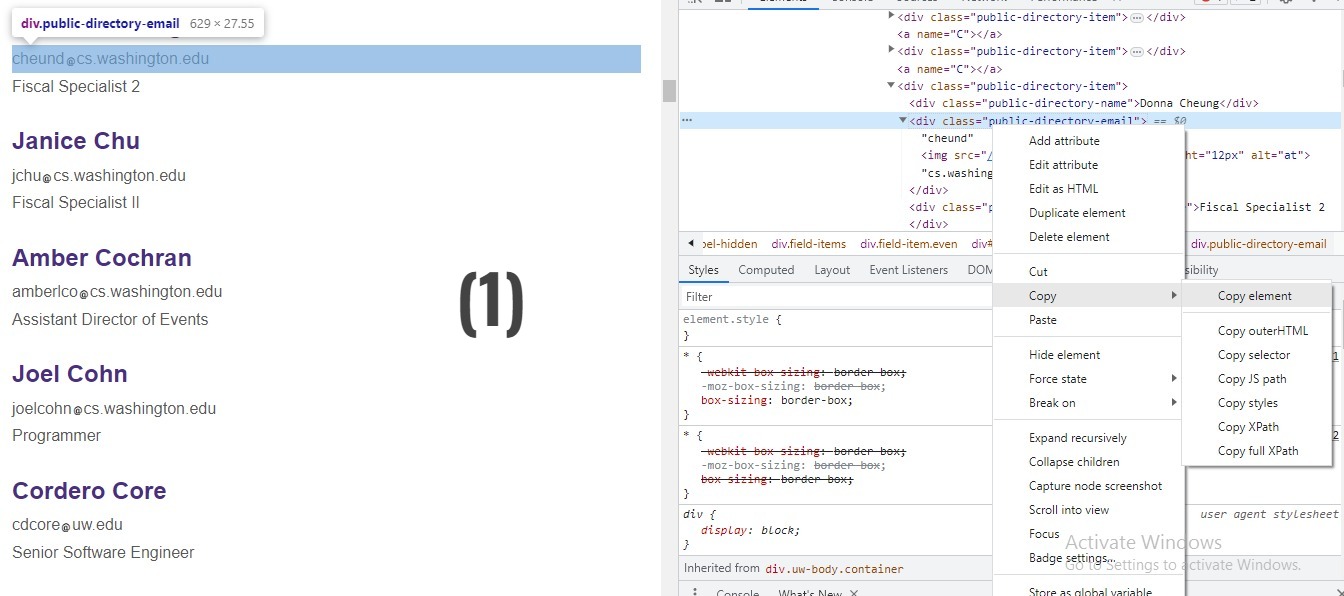 div.public-directory-email 629 × 27.55
cheund@cs.washington.edu
Fiscal Specialist 2
Janice Chu
jchu@cs.washington.edu
Fiscal Specialist II
Amber Cochran
amberlco@cs.washington.edu
Assistant Director of Events
Joel Cohn
joelcohn@cs.washington.edu
Programmer
Cordero Core
cdcore@uw.edu
Senior Software Engineer
(1)
<div class="public-directory-item">⋯</div>
<a name="C"></a>
<div class="public-directory-item">⋯</div>
<a name="C"></a>
<div class="public-directory-item">
<div class="public-directory-name">Donna Cheung</div>
⋯ <div class="public-directory-email"> == $0
"cheund"
<img src="/ ht="12px" alt="at">
"cs.washing
</div>
<div class="p ">Fiscal Specialist 2
</div>
bel-hidden div.field-items div.field-item.even div# div.public-directory-email
Styles Computed Layout Event Listeners DOM sibility
Filter
element.style {
}
* { 1
-webkit-box-sizing: border-box;
-moz-box-sizing: border-box;
box-sizing: border-box;
}
* { 2
-webkit-box-sizing: border-box;
-moz-box-sizing: border-box;
box-sizing: border-box;
}
div { user agent stylesheet
display: block;
}
Inherited from div.uw-body.container
Console What's New ×
Add attribute
Edit attribute
Edit as HTML
Duplicate element
Delete element
Cut
Copy
Paste
Hide element
Force state
Break on
Expand recursively
Collapse children
Capture node screenshot
Scroll into view
Focus
Badge settings...
Store as global variable
Copy element
Copy outerHTML
Copy selector
Copy JS path
Copy styles
Copy XPath
Copy full XPath
Activate Windows
Go to Settings to activate Windows.